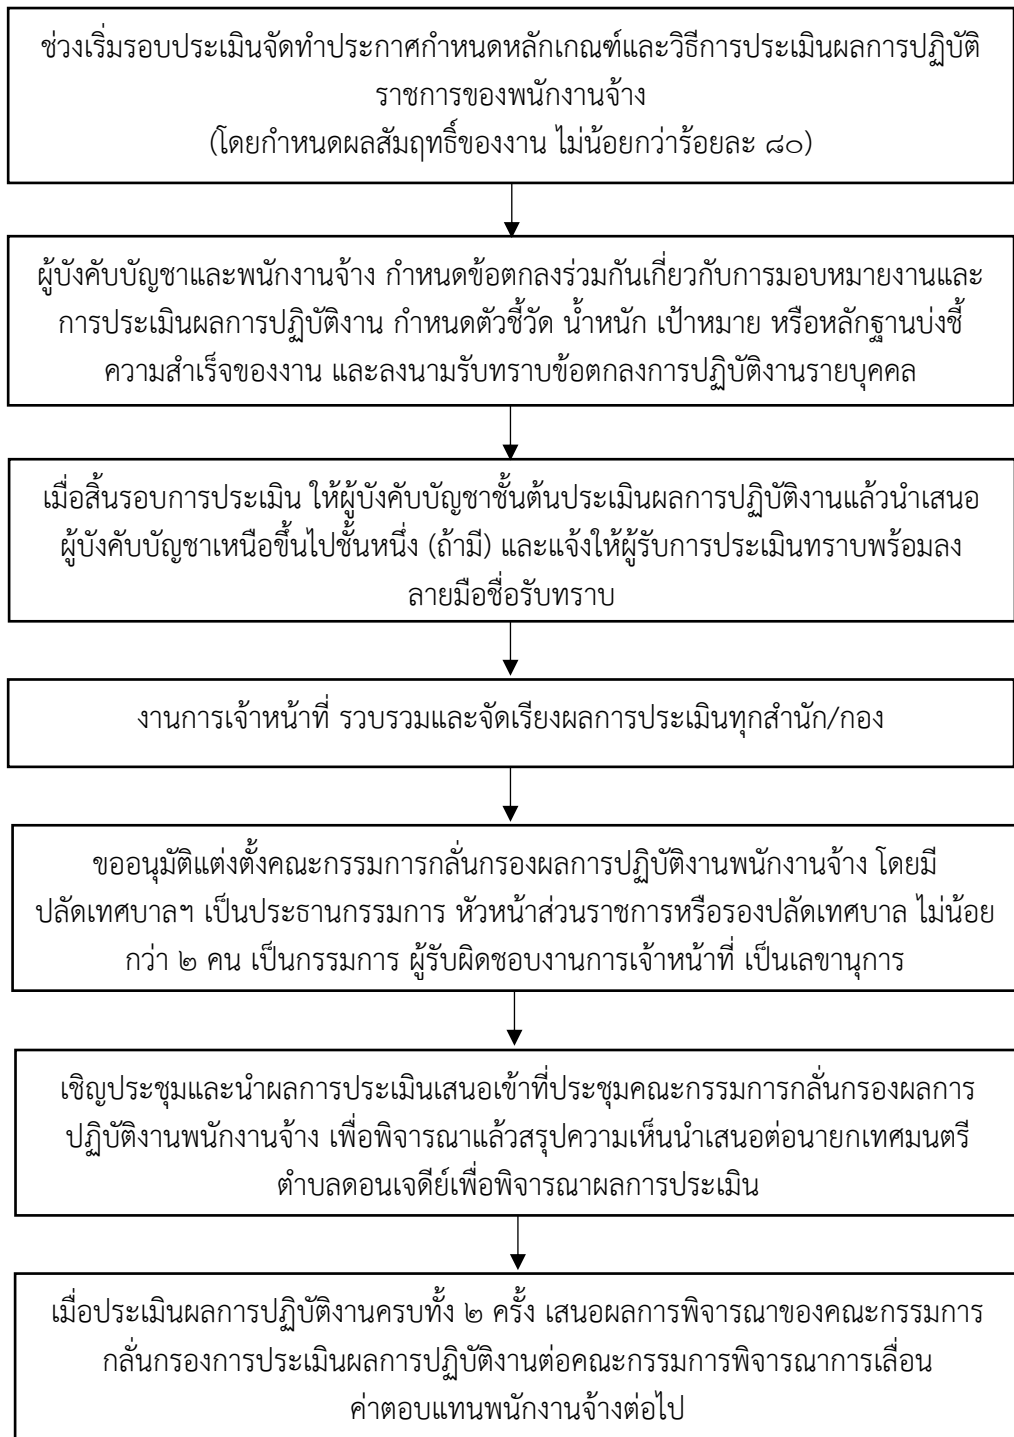 ช่วงเริ่มรอบประเมินจัดทำประกาศกำหนดหลักเกณฑ์และวิธีการประเมินผลการปฏิบัติ
ราชการของพนักงานจ้าง
(โดยกำหนดผลสัมฤทธิ์ของงาน ไม่น้อยกว่าร้อยละ ๘๐)
ผู้บังคับบัญชาและพนักงานจ้าง กำหนดข้อตกลงร่วมกันเกี่ยวกับการมอบหมายงานและ
การประเมินผลการปฏิบัติงาน กำหนดตัวชี้วัด น้ำหนัก เป้าหมาย หรือหลักฐานบ่งชี้
ความสำเร็จของงาน และลงนามรับทราบข้อตกลงการปฏิบัติงานรายบุคคล
เมื่อสิ้นรอบการประเมิน ให้ผู้บังคับบัญชาชั้นต้นประเมินผลการปฏิบัติงานแล้วนำเสนอ
ผู้บังคับบัญชาเหนือขึ้นไปชั้นหนึ่ง (ถ้ามี) และแจ้งให้ผู้รับการประเมินทราบพร้อมลง
ลายมือชื่อรับทราบ
งานการเจ้าหน้าที่ รวบรวมและจัดเรียงผลการประเมินทุกสำนัก/กอง
ขออนุมัติแต่งตั้งคณะกรรมการกลั่นกรองผลการปฏิบัติงานพนักงานจ้าง โดยมี
ปลัดเทศบาลฯ เป็นประธานกรรมการ หัวหน้าส่วนราชการหรือรองปลัดเทศบาล ไม่น้อย
กว่า ๒ คน เป็นกรรมการ ผู้รับผิดชอบงานการเจ้าหน้าที่ เป็นเลขานุการ
เชิญประชุมและนำผลการประเมินเสนอเข้าที่ประชุมคณะกรรมการกลั่นกรองผลการ
ปฏิบัติงานพนักงานจ้าง เพื่อพิจารณาแล้วสรุปความเห็นนำเสนอต่อนายกเทศมนตรี
ตำบลดอนเจดีย์เพื่อพิจารณาผลการประเมิน
เมื่อประเมินผลการปฏิบัติงานครบทั้ง ๒ ครั้ง เสนอผลการพิจารณาของคณะกรรมการ
กลั่นกรองการประเมินผลการปฏิบัติงานต่อคณะกรรมการพิจารณาการเลื่อน
ค่าตอบแทนพนักงานจ้างต่อไป